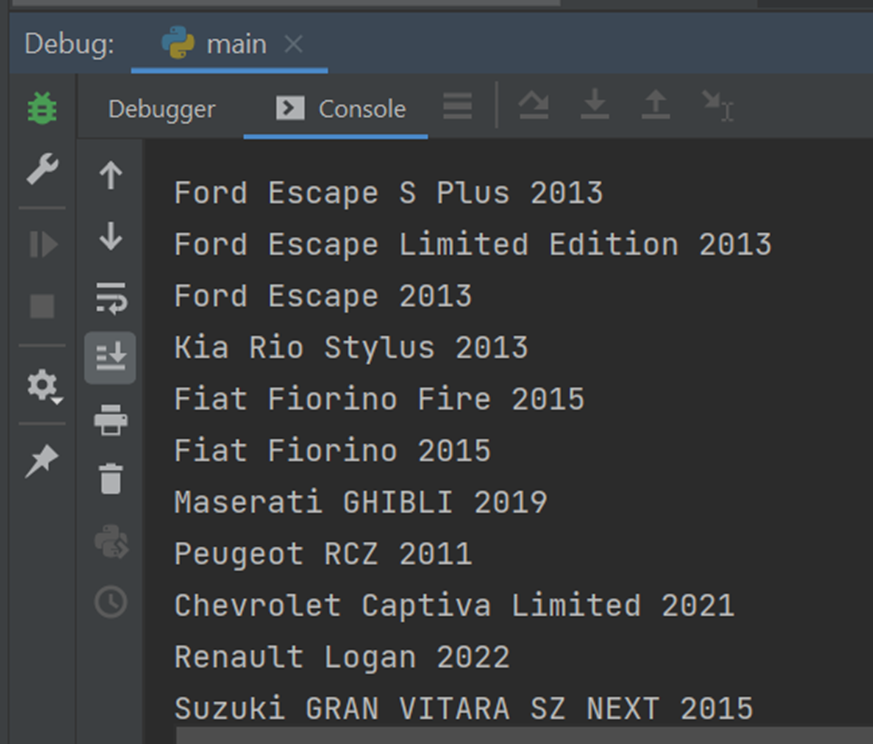 Debug: main
Debugger Console
Ford Escape S Plus 2013
Ford Escape Limited Edition 2013
Ford Escape 2013
Kia Rio Stylus 2013
Fiat Fiorino Fire 2015
Fiat Fiorino 2015
Maserati GHIBLI 2019
Peugeot RCZ 2011
Chevrolet Captiva Limited 2021
Renault Logan 2022
Suzuki GRAN VITARA SZ NEXT 2015